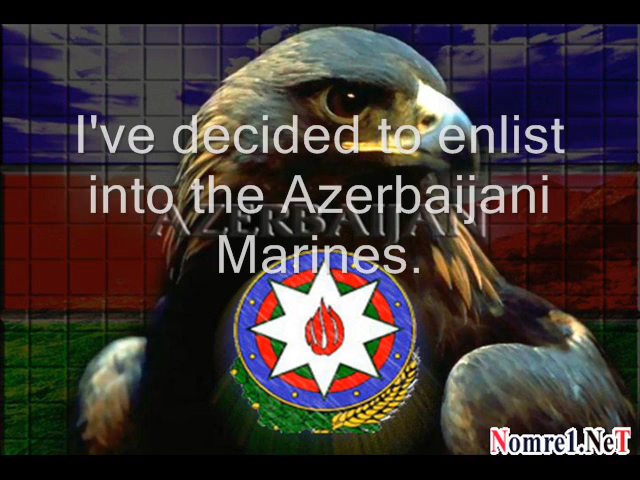 I've decided to enlist
into the Azerbaijani
AZERBAIJAN
Marines.
Nomre1.NeT